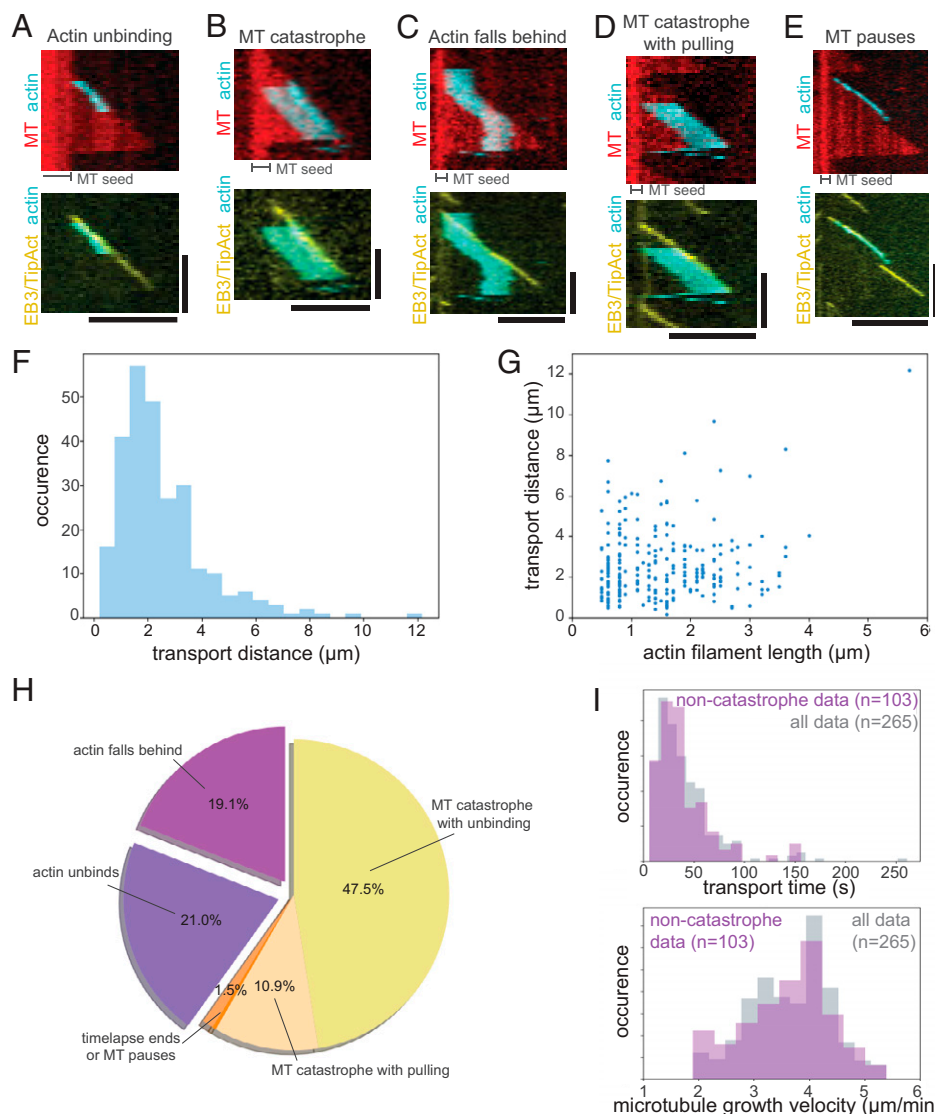 A
Actin unbinding
MT actin
MT seed
EB3/TipAct actin
B
MT catastrophe
MT seed
C
Actin falls behind
MT actin
MT seed
EB3/TipAct actin
D
MT catastrophe
with pulling
MT actin
MT seed
EB3/TipAct actin
E
MT pauses
MT actin
MT seed
EB3/TipAct actin
F
occurence
50
40
30
20
10
0
0 2 4 6 8 10 12
transport distance (µm)
G
transport distance (µm)
12
10
8
6
4
2
0
0 1 2 3 4 5 6
actin filament length (µm)
H
actin falls behind
19.1%
MT catastrophe
with unbinding
47.5%
actin unbinds
21.0%
1.5%
10.9%
timelapse ends
or MT pauses
MT catastrophe with pulling
I
non-catastrophe data (n=103)
all data (n=265)
occurence
0 50 100 150 200 250
transport time (s)
non-catastrophe
data (n=103)
all data
(n=265)
occurence
1 2 3 4 5 6
microtubule growth velocity (µm/min